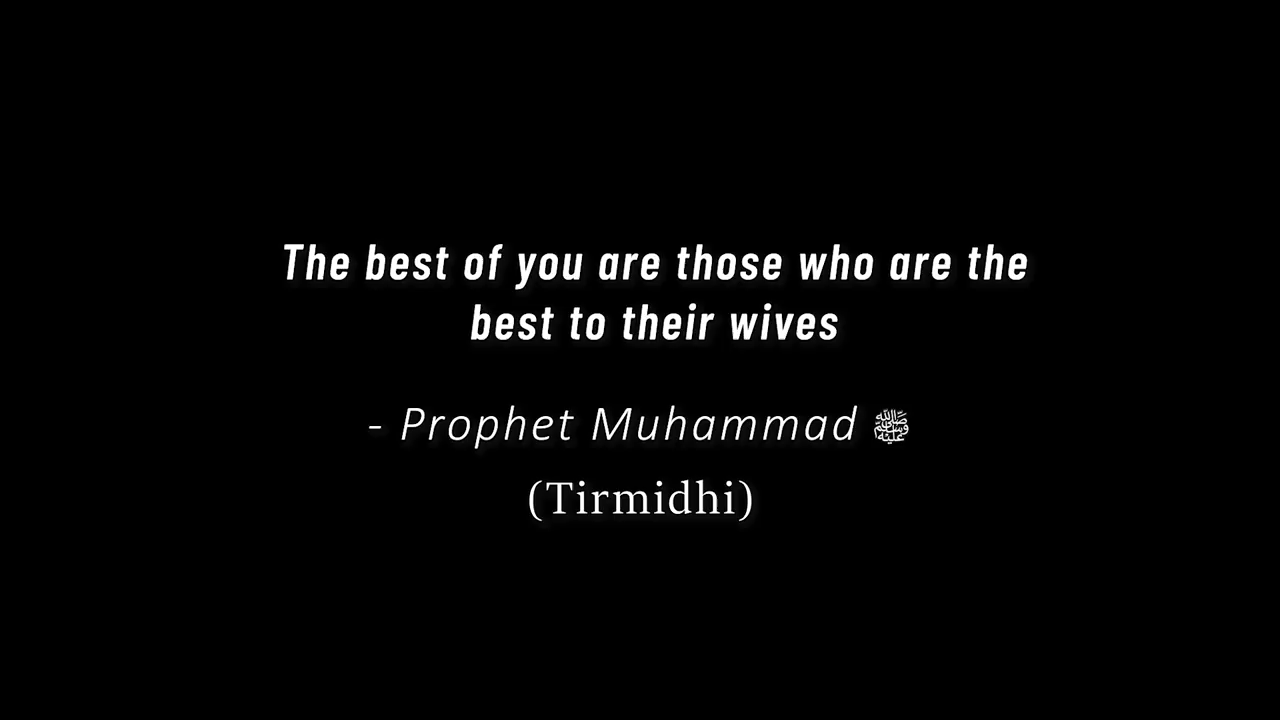 The best of you are those who are the
best to their wives
- Prophet Muhammad ﷺ
(Tirmidhi)